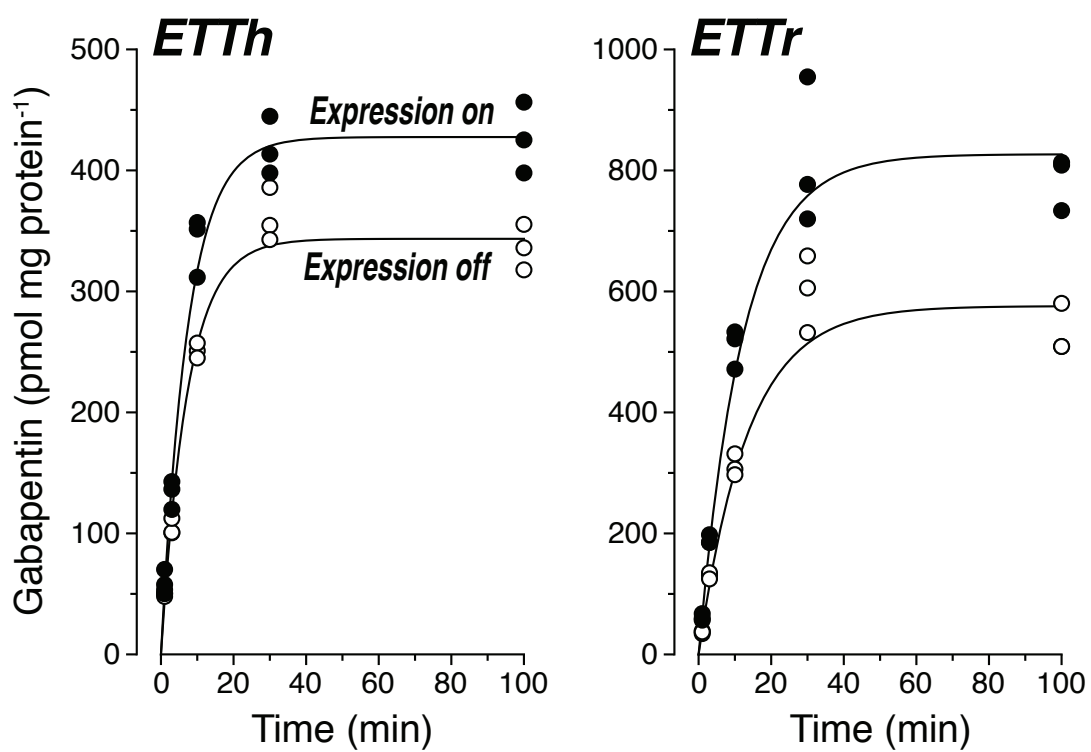 ETTh
ETTr
500
400
300
200
100
0
1000
800
600
400
200
0
Expression on
Expression off
0 20 40 60 80 100
0 20 40 60 80 100
Time (min)
Time (min)
Gabapentin (pmol mg protein⁻¹)